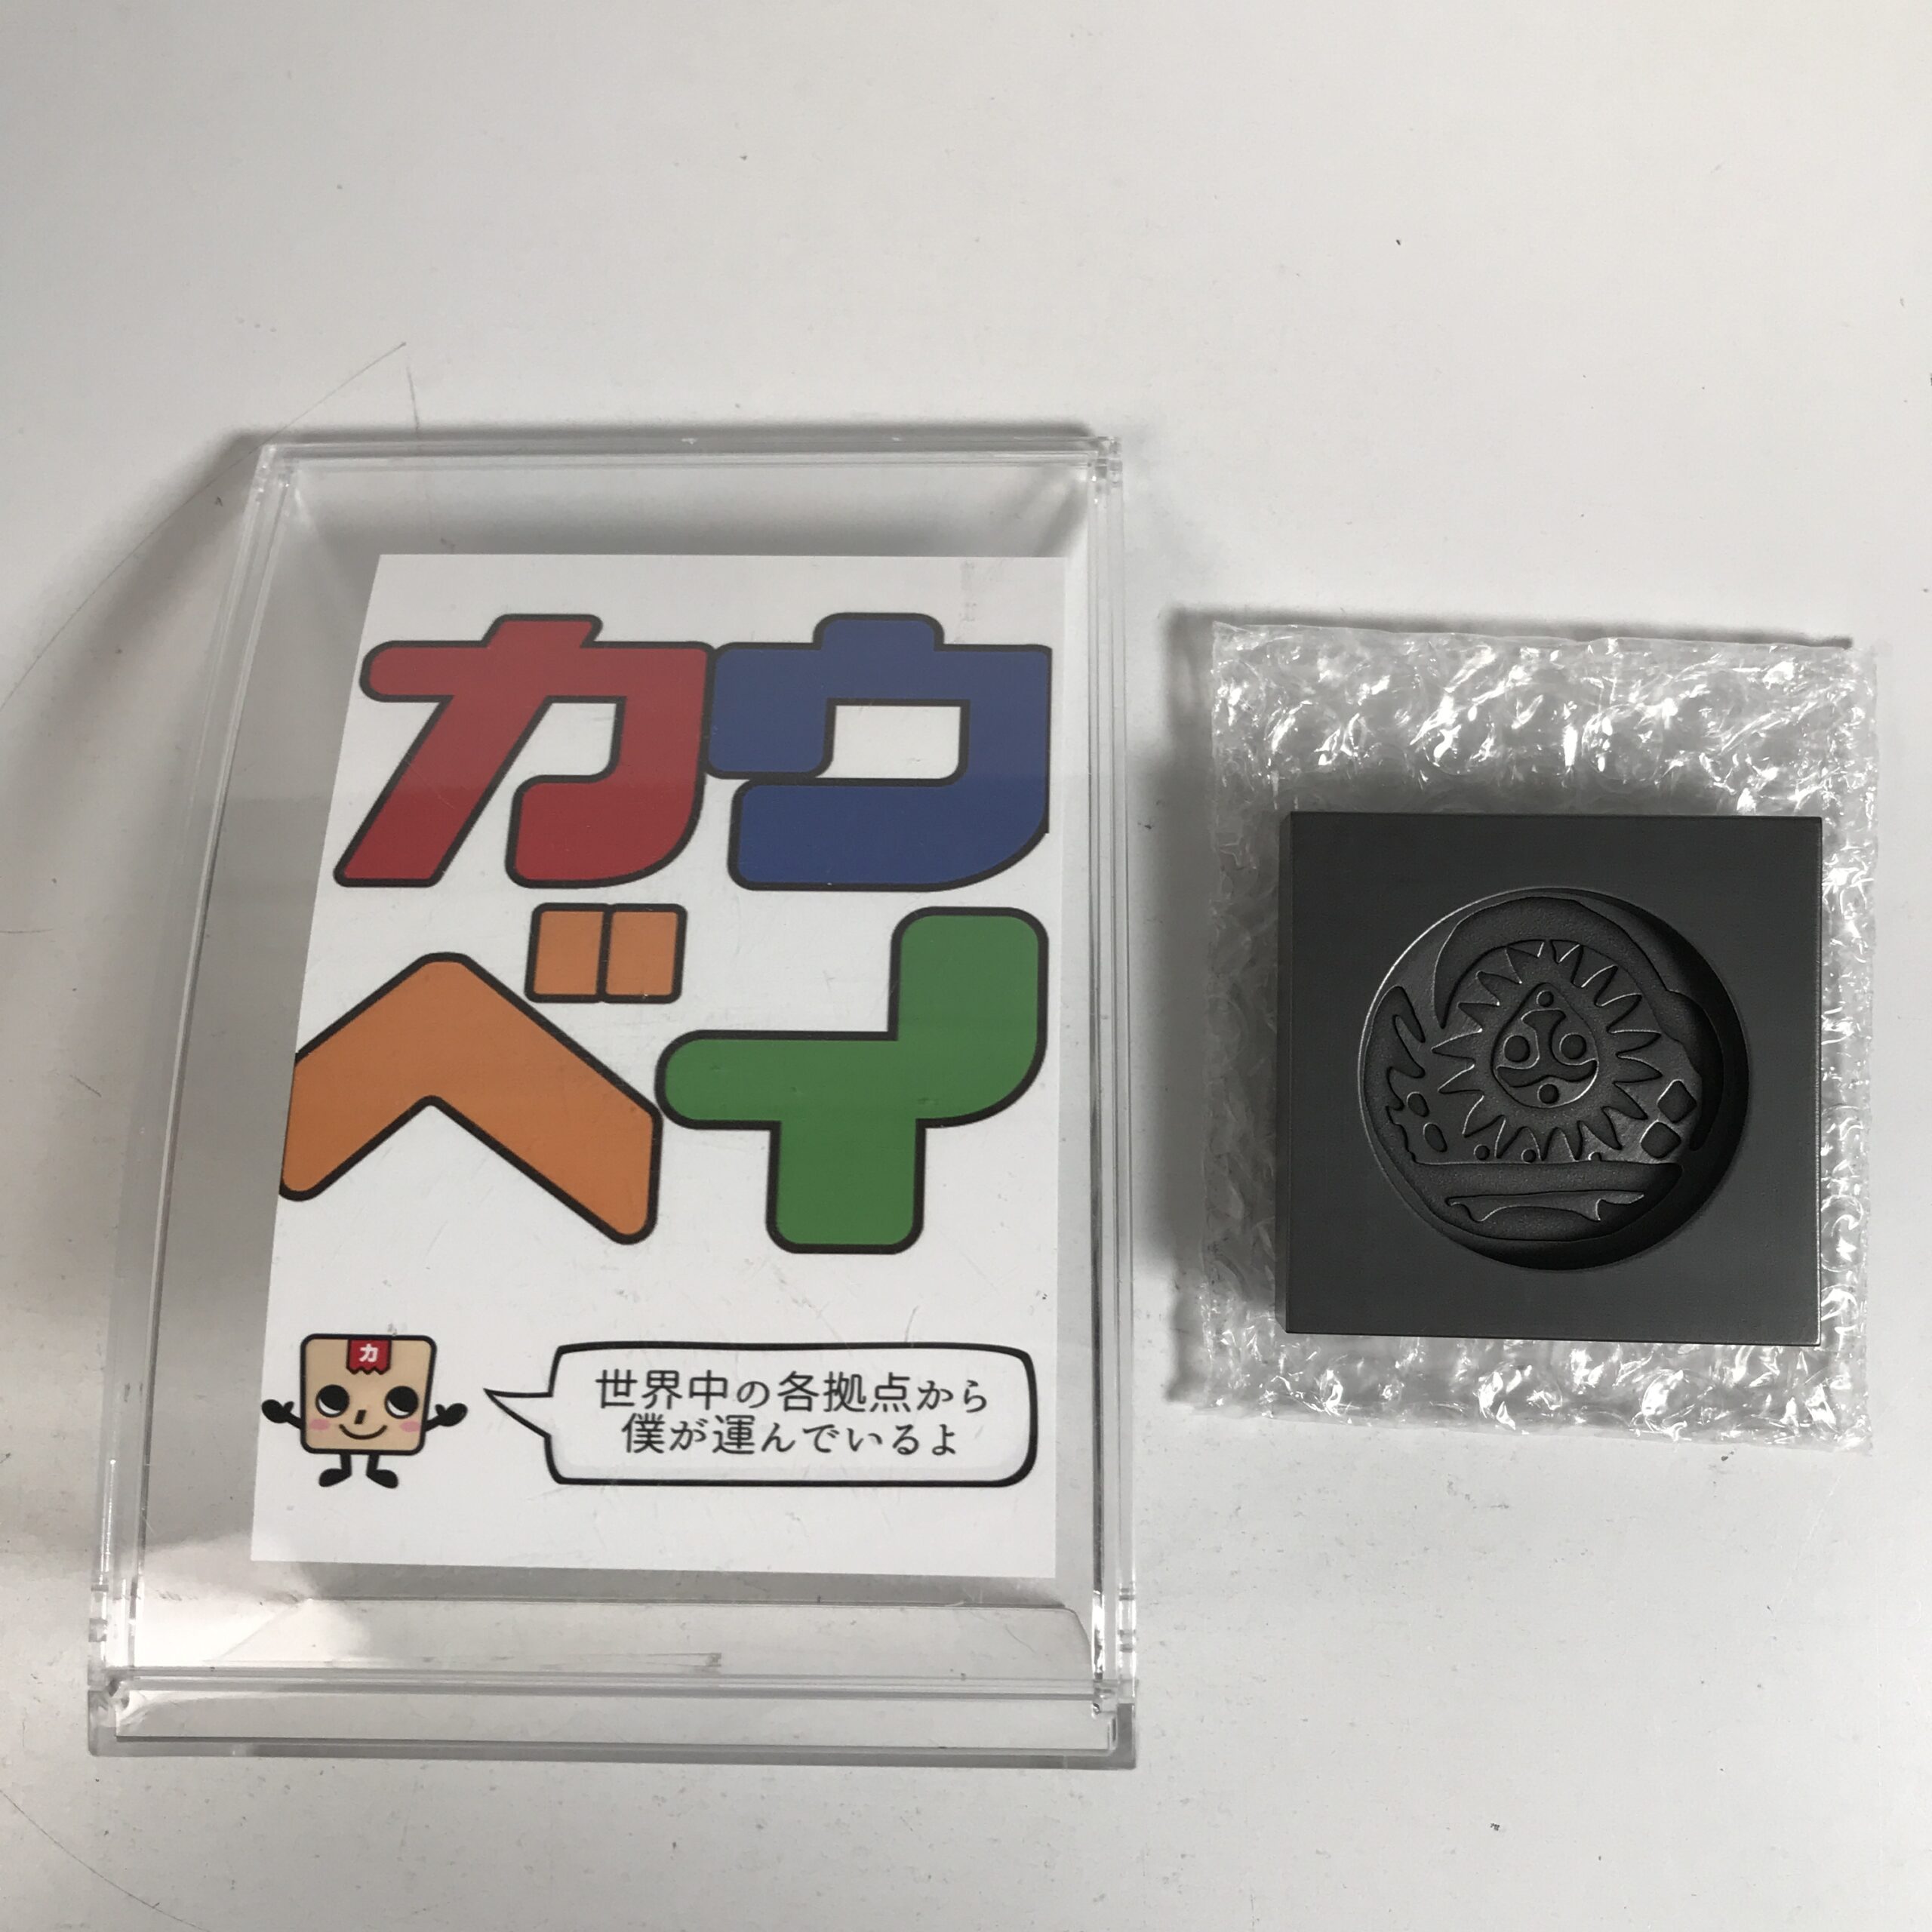 カウ
ベイ
カ
世界中の各拠点から
僕が運んでいるよ